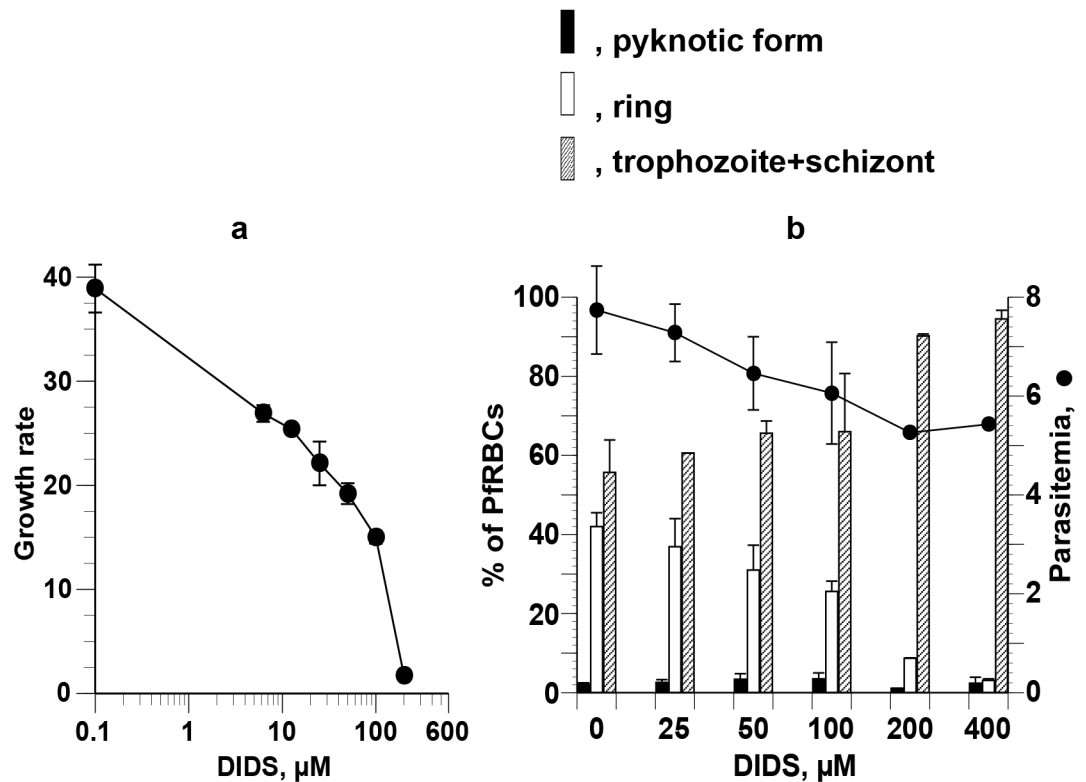 , pyknotic form
, ring
, trophozoite+schizont
a
b
Growth rate
40
30
20
10
0
0.1 1 10 100 600
DIDS, µM
% of PfRBCs
100
80
60
40
20
0
0 25 50 100 200 400
DIDS, µM
8
6
4
2
0
Parasitemia,